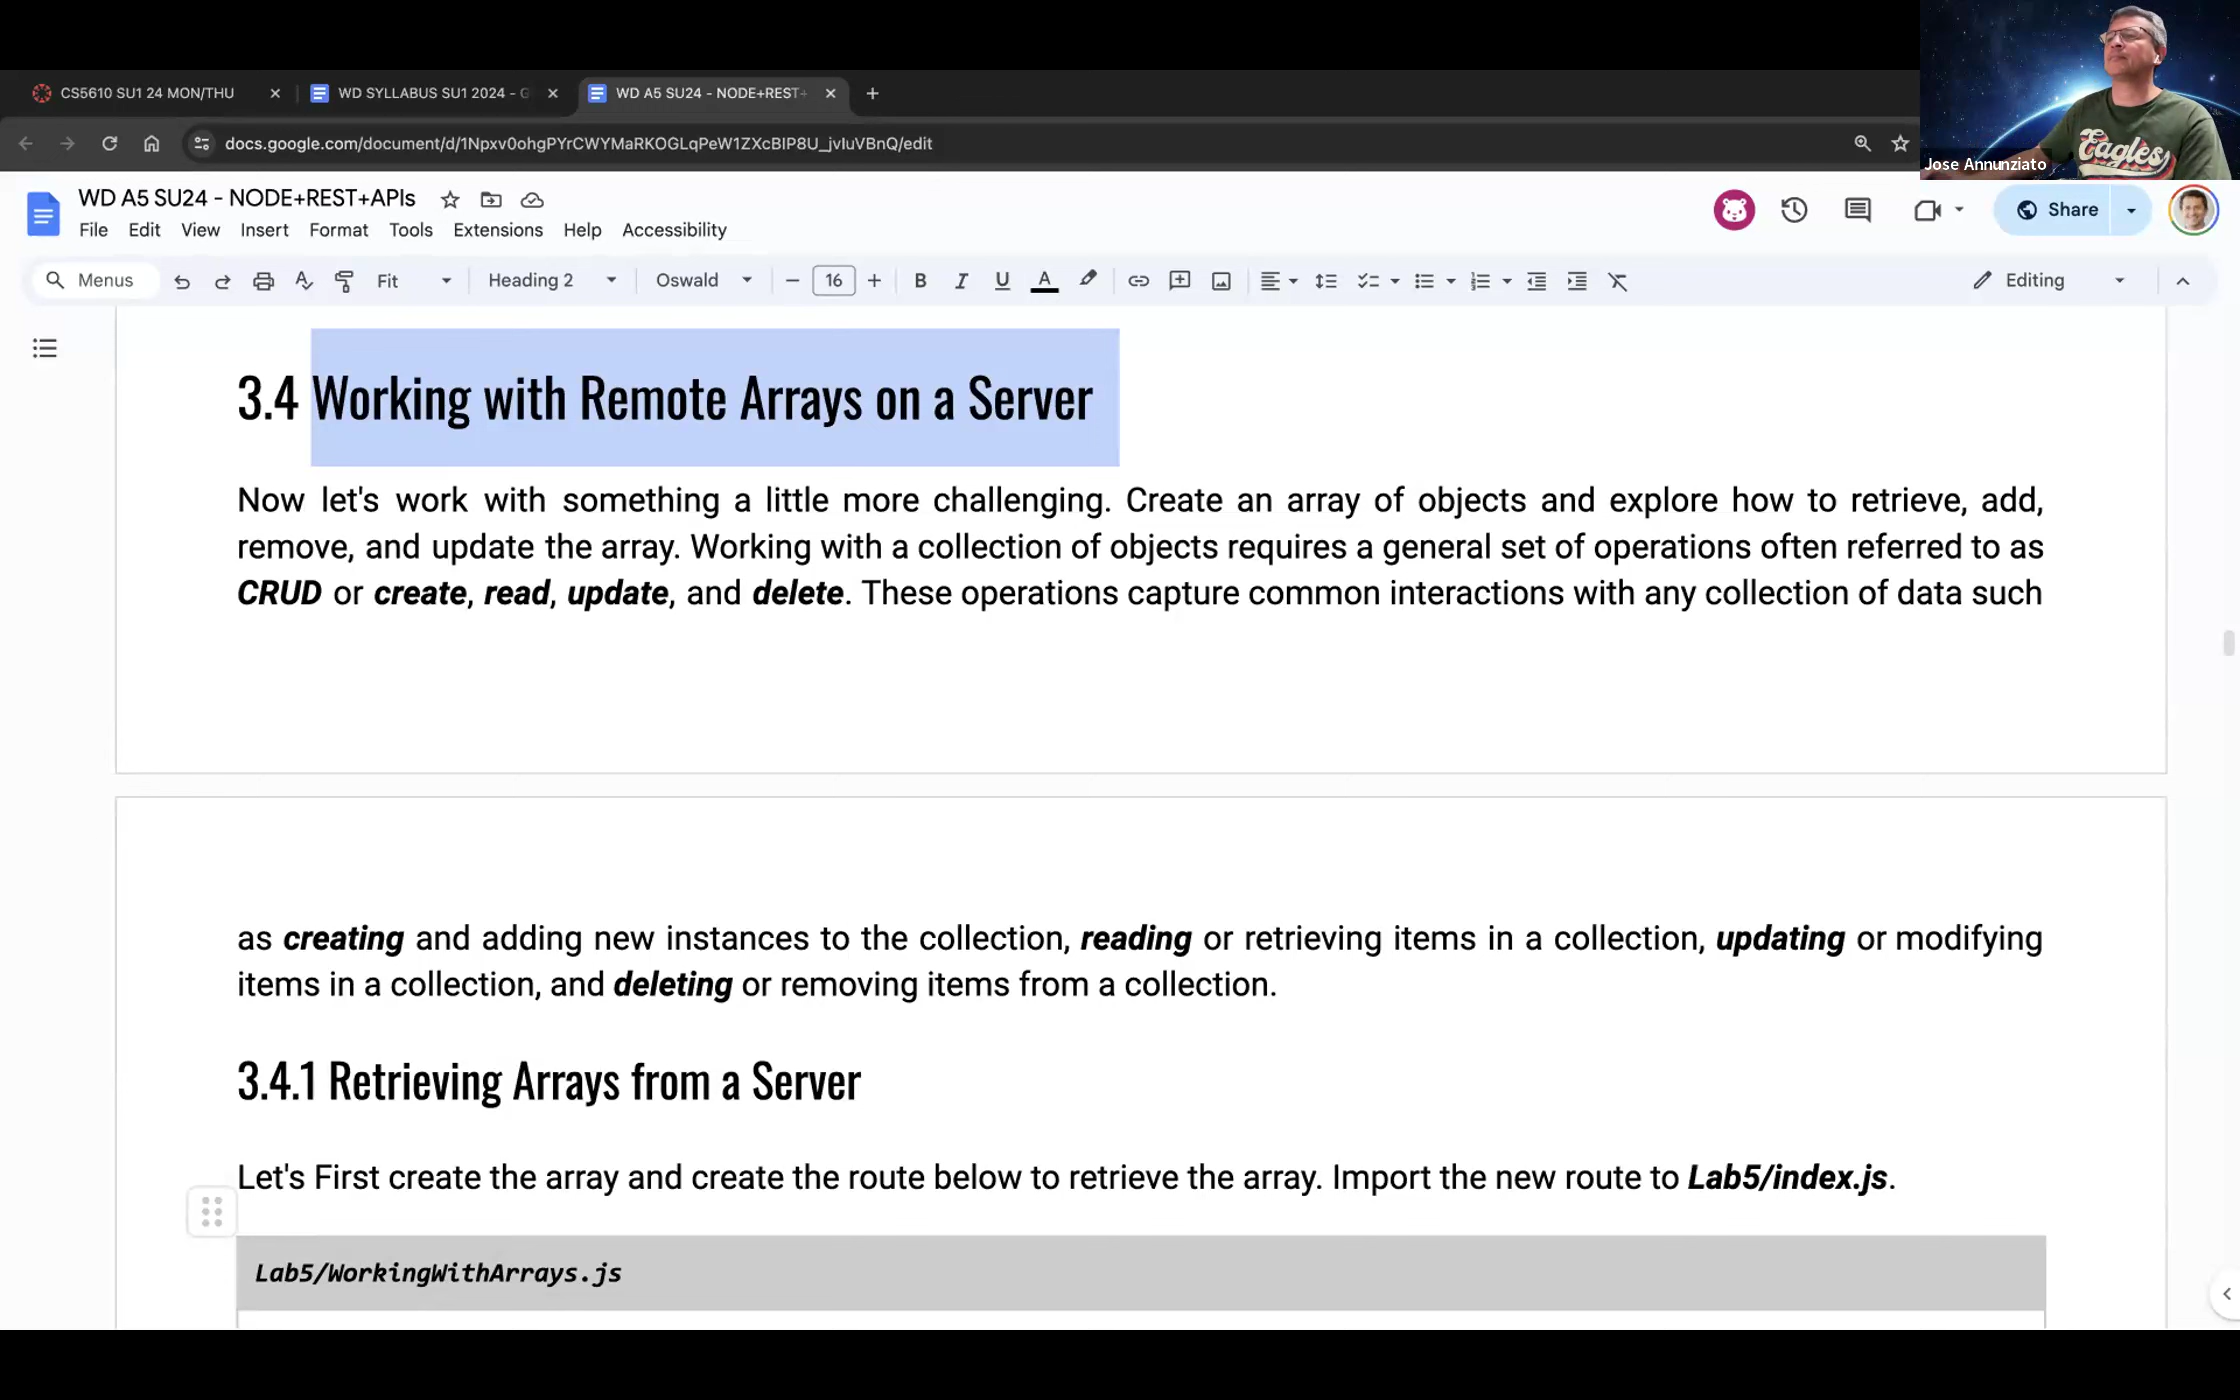 CS5610 SU1 24 MON/THU
WD SYLLABUS SU1 2024 - G
WD A5 SU24 - NODE+REST+
docs.google.com/document/d/1Npxv0ohgPYrCWYMaRKOGLqPeW1ZXcBIP8U_jvIuVBnQ/edit
Eagles
Jose Annunziato
WD A5 SU24 - NODE+REST+APIs
File Edit View Insert Format Tools Extensions Help Accessibility
Share
Menus Fit Heading 2 Oswald 16 B I U A Editing
3.4 Working with Remote Arrays on a Server
Now let's work with something a little more challenging. Create an array of objects and explore how to retrieve, add,
remove, and update the array. Working with a collection of objects requires a general set of operations often referred to as
CRUD or create, read, update, and delete. These operations capture common interactions with any collection of data such
as creating and adding new instances to the collection, reading or retrieving items in a collection, updating or modifying
items in a collection, and deleting or removing items from a collection.
3.4.1 Retrieving Arrays from a Server
Let's First create the array and create the route below to retrieve the array. Import the new route to Lab5/index.js.
Lab5/WorkingWithArrays.js